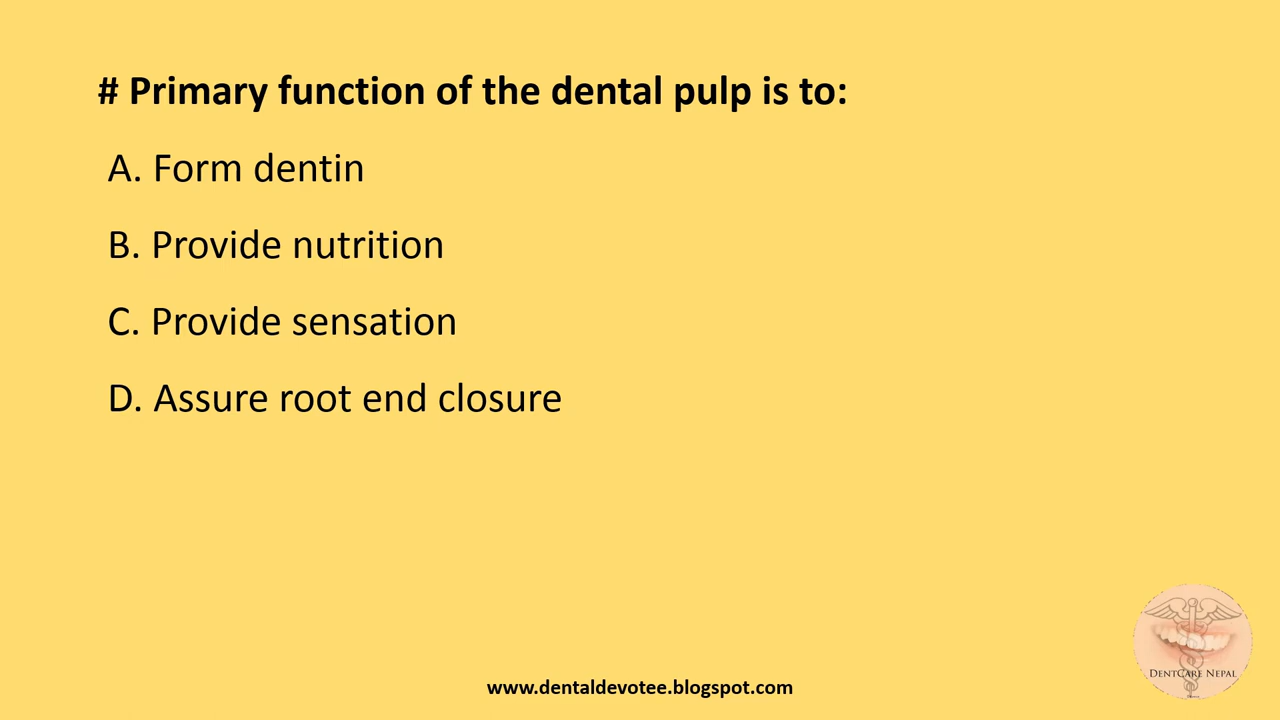 # Primary function of the dental pulp is to:
A. Form dentin
B. Provide nutrition
C. Provide sensation
D. Assure root end closure
DENTCARE NEPAL
www.dentaldevotee.blogspot.com